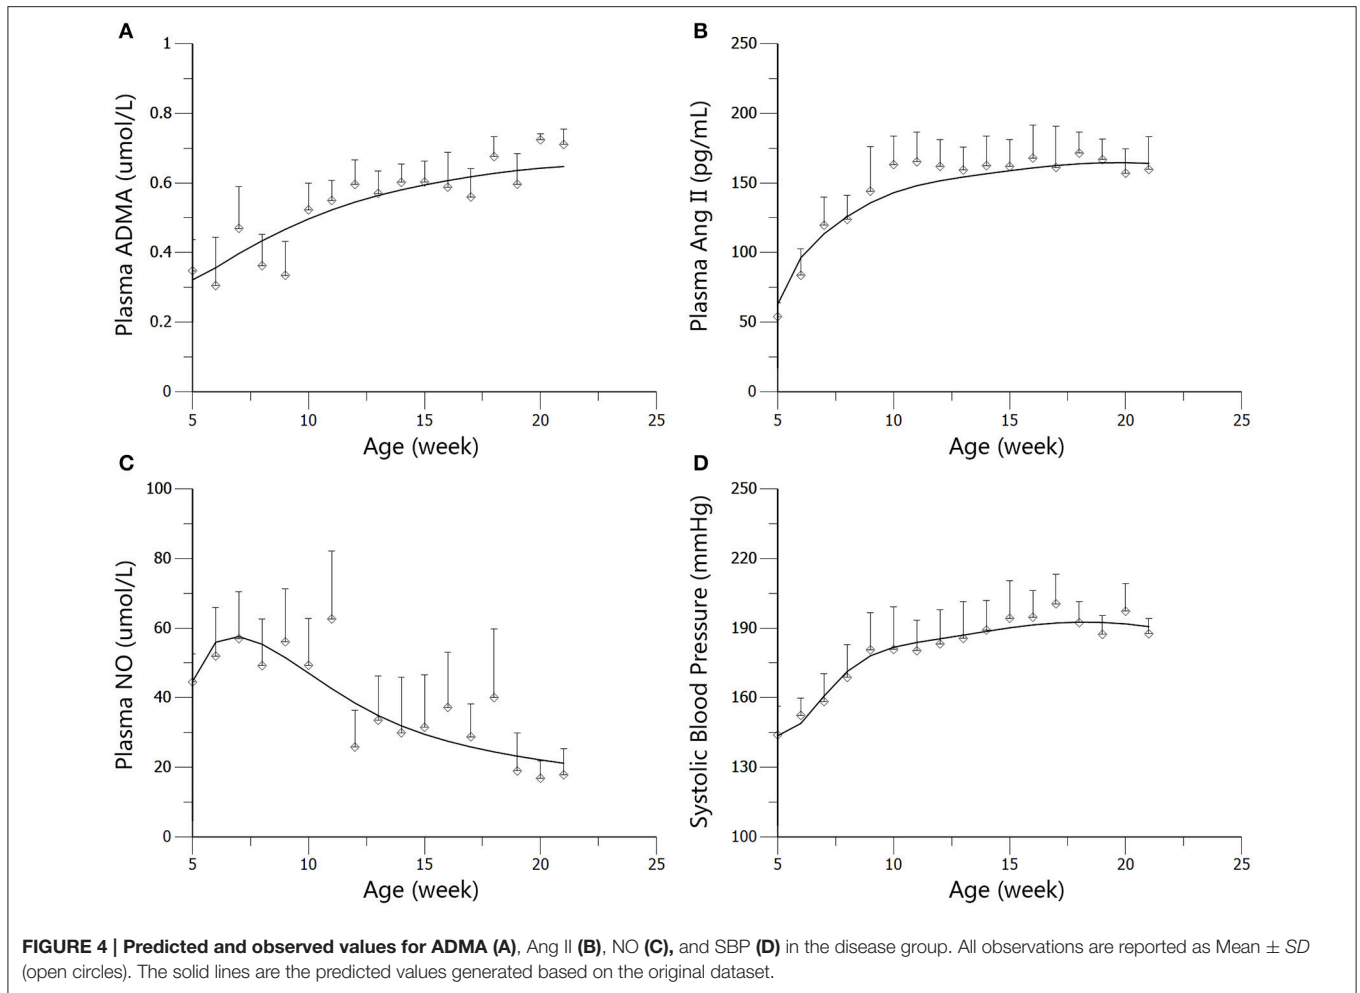 A
1
0.8
0.6
0.4
0.2
0
Plasma ADMA (umol/L)
5 10 15 20 25
Age (week)
B
250
200
150
100
50
0
Plasma Ang II (pg/mL)
5 10 15 20 25
Age (week)
C
100
80
60
40
20
0
Plasma NO (umol/L)
5 10 15 20 25
Age (week)
D
250
220
190
160
130
100
Systolic Blood Pressure (mmHg)
5 10 15 20 25
Age (week)
FIGURE 4 | Predicted and observed values for ADMA (A), Ang II (B), NO (C), and SBP (D) in the disease group. All observations are reported as Mean ± SD
(open circles). The solid lines are the predicted values generated based on the original dataset.